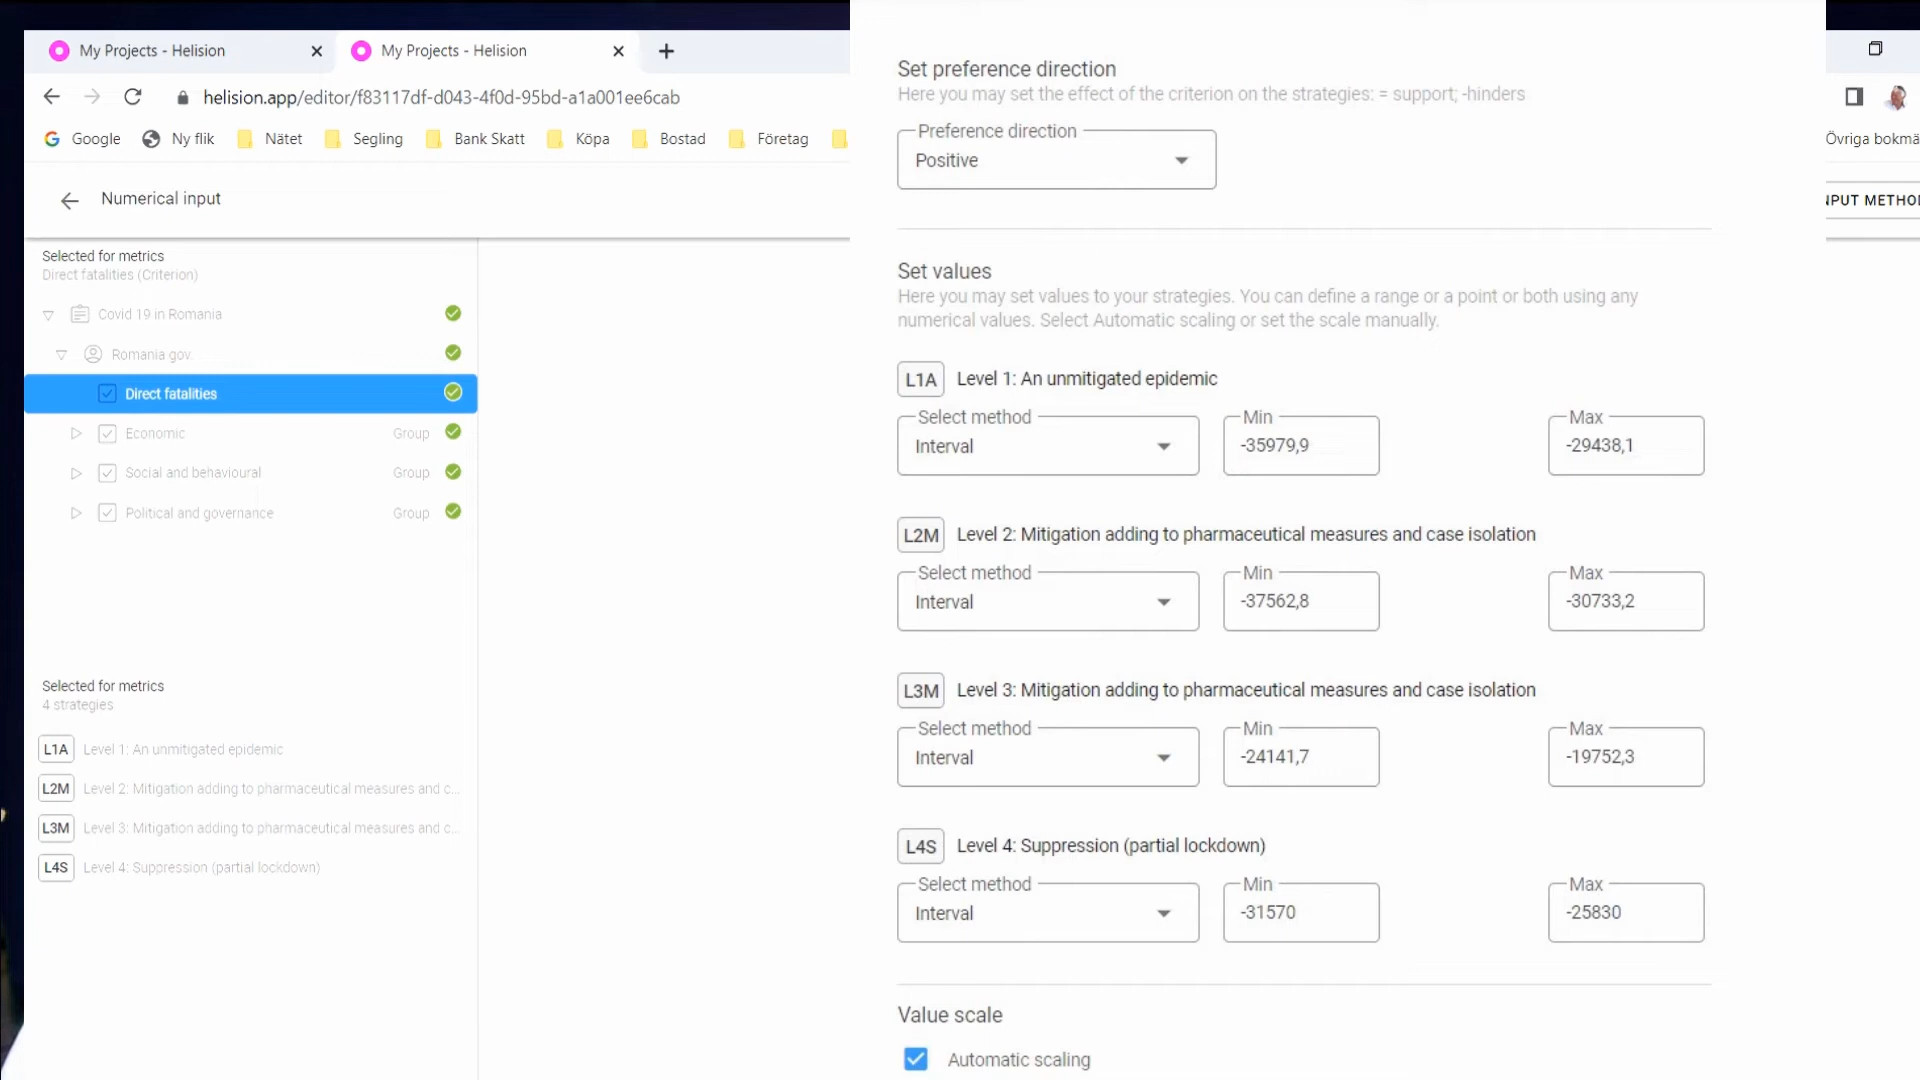 My Projects - Helision
My Projects - Helision
helision.app/editor/f83117df-d043-4f0d-95bd-a1a001ee6cab
Google
Ny flik
Nätet
Segling
Bank Skatt
Köpa
Bostad
Företag
Övriga bokmä
Numerical input
NPUT METHOD
Selected for metrics
Direct fatalities (Criterion)
Covid 19 in Romania
Romania gov.
Direct fatalities
Economic Group
Social and behavioural Group
Political and governance Group
Selected for metrics
4 strategies
L1A Level 1: An unmitigated epidemic
L2M Level 2: Mitigation adding to pharmaceutical measures and c...
L3M Level 3: Mitigation adding to pharmaceutical measures and c...
L4S Level 4: Suppression (partial lockdown)
Set preference direction
Here you may set the effect of the criterion on the strategies: = support; -hinders
Preference direction
Positive
Set values
Here you may set values to your strategies. You can define a range or a point or both using any
numerical values. Select Automatic scaling or set the scale manually.
L1A Level 1: An unmitigated epidemic
Select method Min Max
Interval -35979,9 -29438,1
L2M Level 2: Mitigation adding to pharmaceutical measures and case isolation
Select method Min Max
Interval -37562,8 -30733,2
L3M Level 3: Mitigation adding to pharmaceutical measures and case isolation
Select method Min Max
Interval -24141,7 -19752,3
L4S Level 4: Suppression (partial lockdown)
Select method Min Max
Interval -31570 -25830
Value scale
Automatic scaling